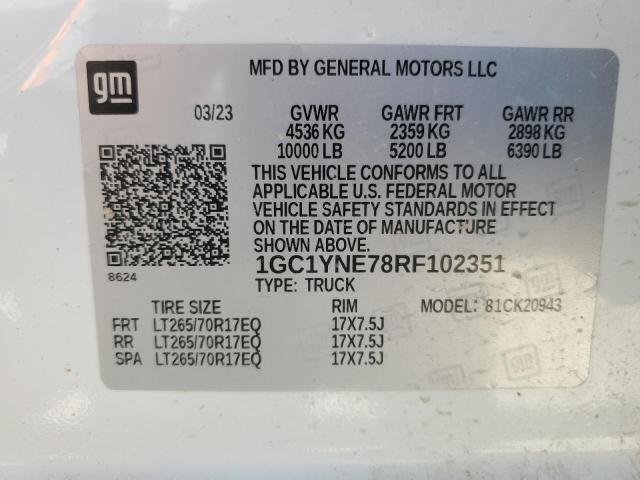 gm
MFD BY GENERAL MOTORS LLC
03/23 GVWR GAWR FRT GAWR RR
4536 KG 2359 KG 2898 KG
10000 LB 5200 LB 6390 LB
THIS VEHICLE CONFORMS TO ALL
APPLICABLE U.S. FEDERAL MOTOR
VEHICLE SAFETY STANDARDS IN EFFECT
ON THE DATE OF MANUFACTURE
SHOWN ABOVE.
8624
1GC1YNE78RF102351
TYPE: TRUCK
TIRE SIZE RIM MODEL: 81CK20943
FRT LT265/70R17EQ 17X7.5J
RR LT265/70R17EQ 17X7.5J
SPA LT265/70R17EQ 17X7.5J